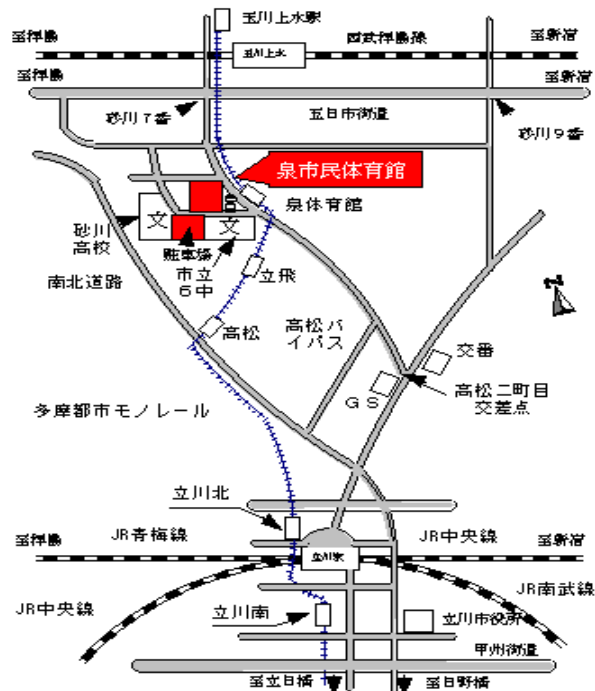 玉川上水駅
至拝島
西武拝島線
至新宿
玉川上水
至拝島
至新宿
砂川7番
五日市街道
砂川9番
泉市民体育館
泉体育館
文
文
砂川
高校
駐車場
市立
6中
立飛
南北道路
高松
高松バ
イパス
交番
GS
高松二町目
交差点
多摩都市モノレール
立川北
至拝島
JR青梅線
JR中央線
至新宿
立川駅
JR中央線
JR南武線
立川南
立川市役所
甲州街道
至立日橋
至日野橋